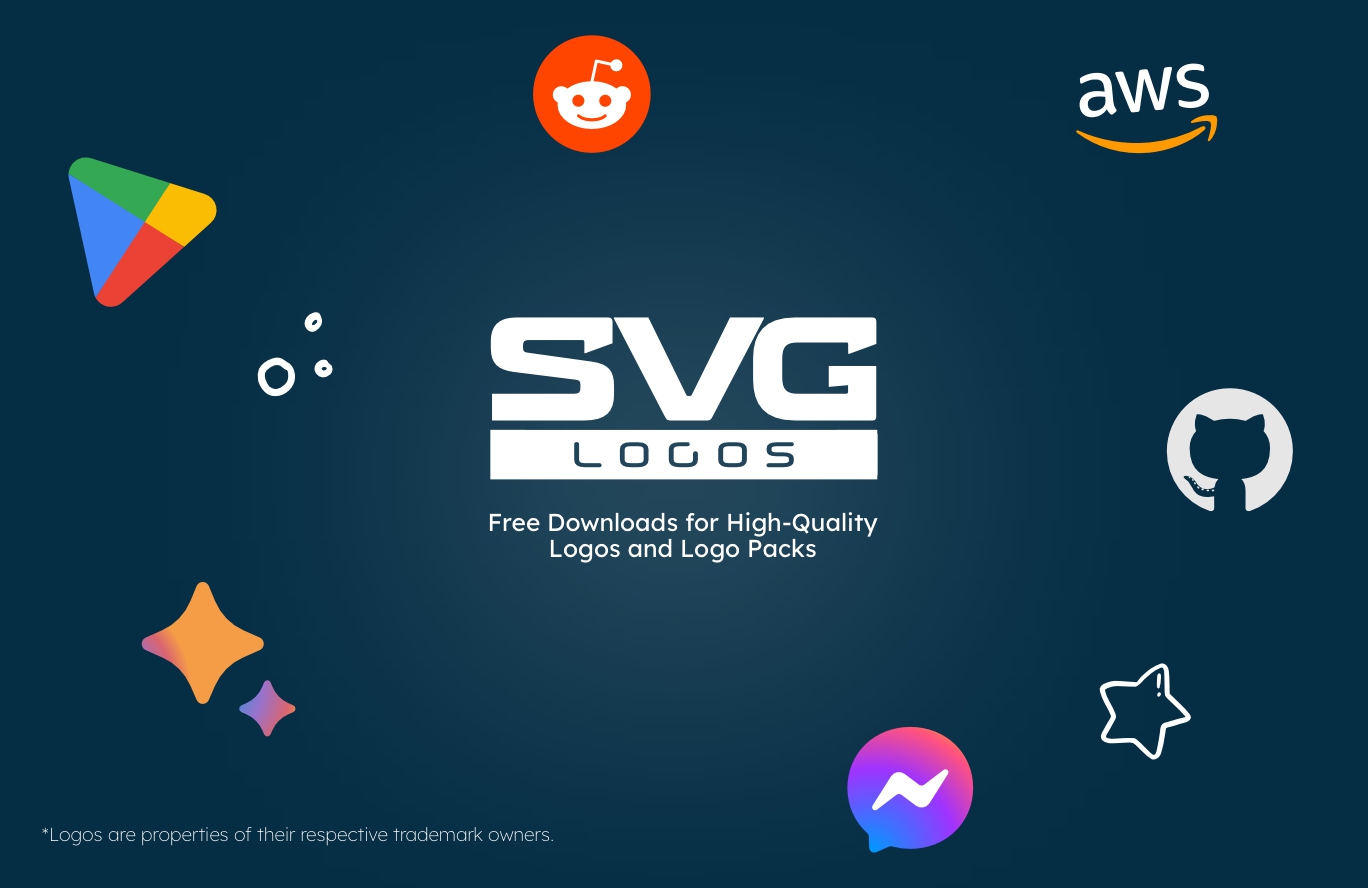 aws
SVG
LOGOS
Free Downloads for High-Quality
Logos and Logo Packs
*Logos are properties of their respective trademark owners.